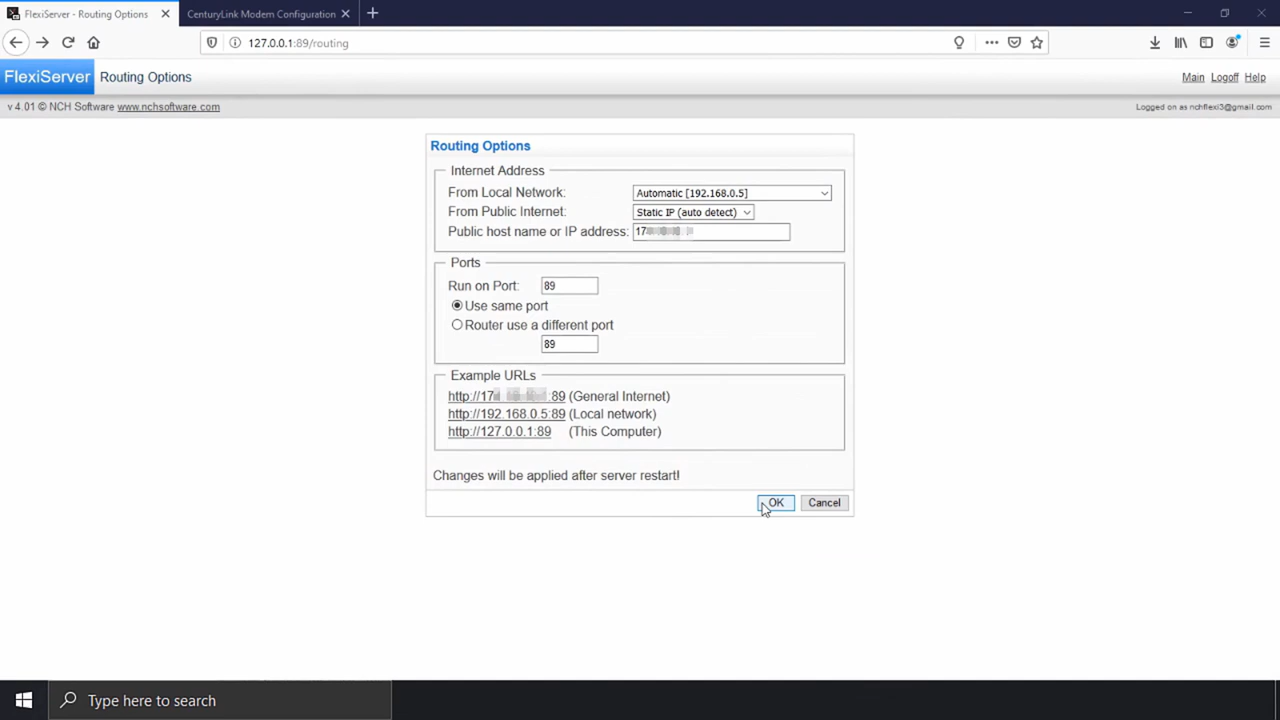 FlexiServer - Routing Options
CenturyLink Modem Configuration
127.0.0.1:89/routing
FlexiServer Routing Options
Main Logoff Help
v 4.01 © NCH Software www.nchsoftware.com
Logged on as nchflexi3@gmail.com
Routing Options
Internet Address
From Local Network: Automatic [192.168.0.5]
From Public Internet: Static IP (auto detect)
Public host name or IP address: 17
Ports
Run on Port: 89
Use same port
Router use a different port
89
Example URLs
http://17 :89 (General Internet)
http://192.168.0.5:89 (Local network)
http://127.0.0.1:89 (This Computer)
Changes will be applied after server restart!
OK Cancel
Type here to search